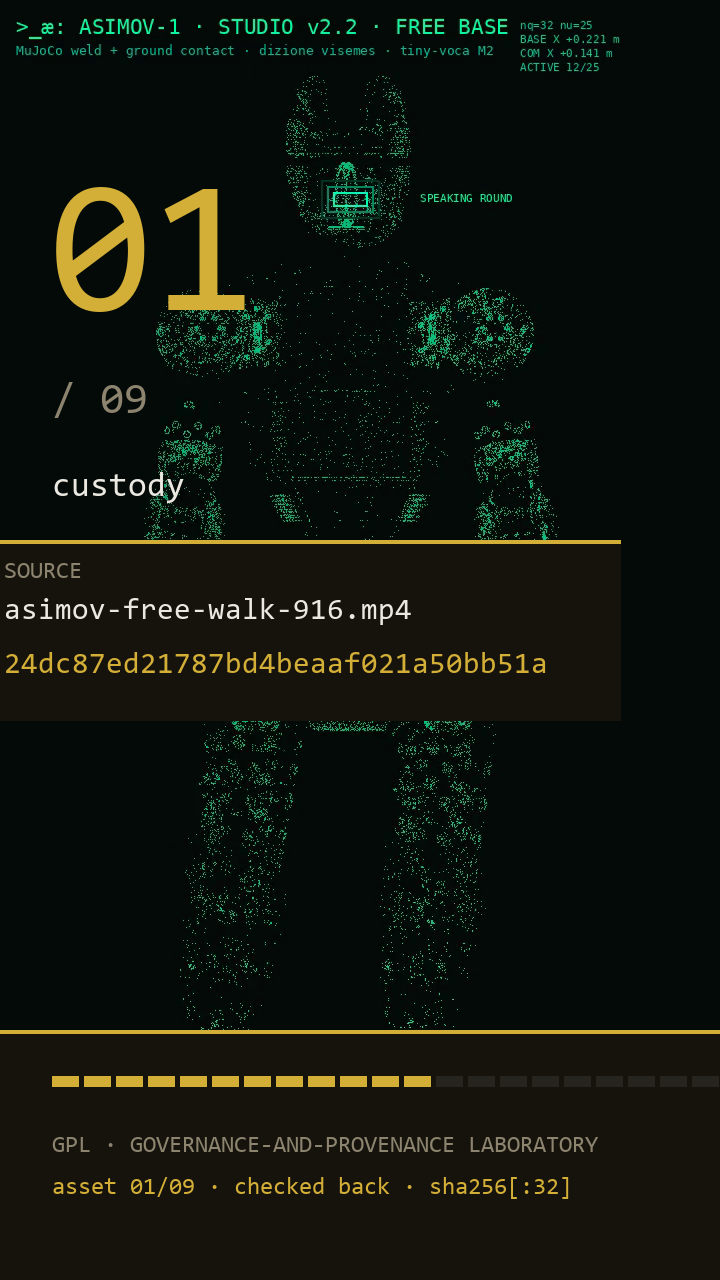 >_æ: ASIMOV-1 · STUDIO v2.2 · FREE BASE
MuJoCo weld + ground contact · dizione visemes · tiny-voca M2
nq=32 nu=25
BASE X +0.221 m
COM X +0.141 m
ACTIVE 12/25
SPEAKING ROUND
01
/ 09
custody
SOURCE
asimov-free-walk-916.mp4
24dc87ed21787bd4beaaf021a50bb51a
GPL · GOVERNANCE-AND-PROVENANCE LABORATORY
asset 01/09 · checked back · sha256[:32]